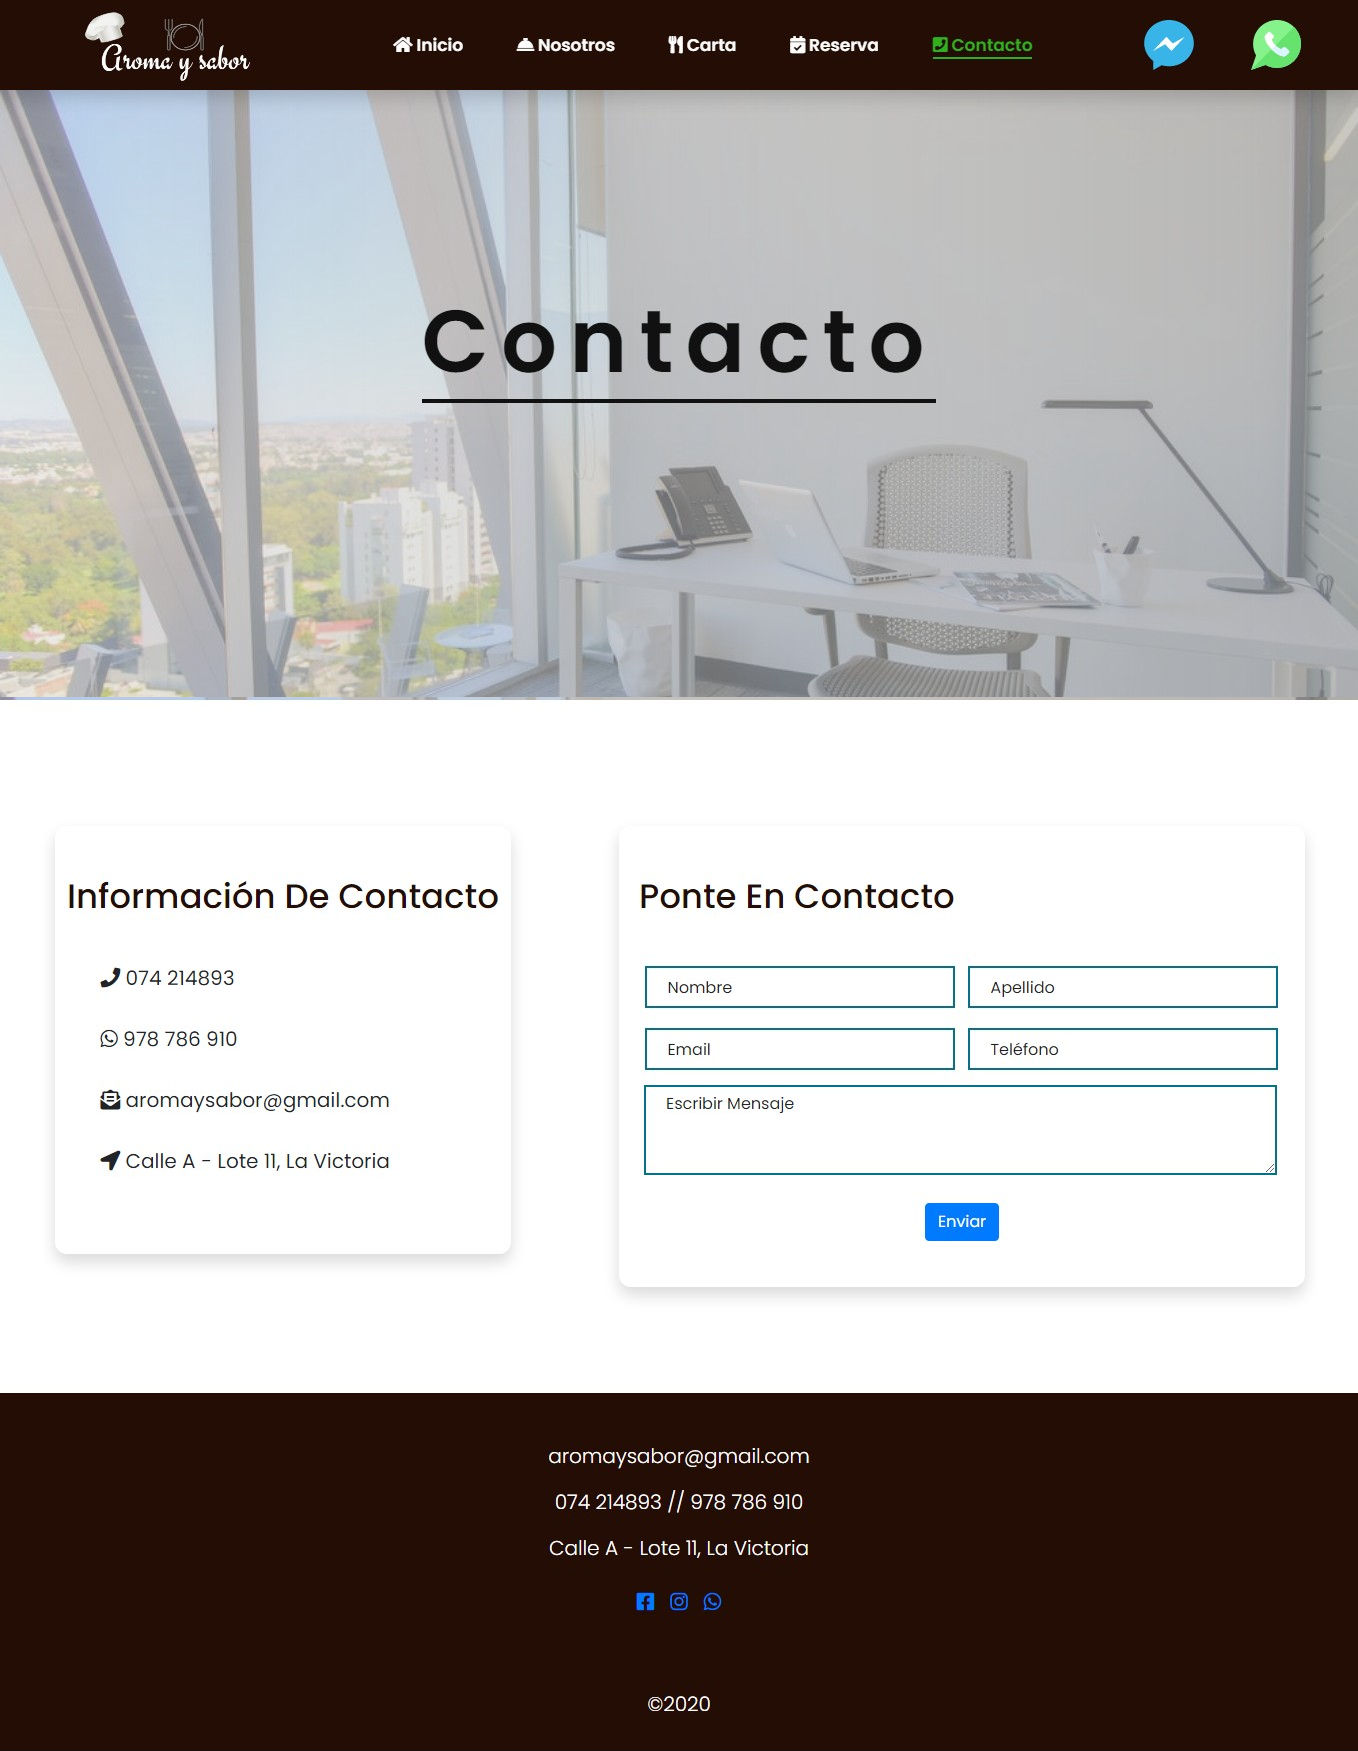 Aroma y sabor
Inicio
Nosotros
Carta
Reserva
Contacto
Contacto
Información De Contacto
074 214893
978 786 910
aromaysabor@gmail.com
Calle A - Lote 11, La Victoria
Ponte En Contacto
Nombre
Apellido
Email
Teléfono
Escribir Mensaje
Enviar
aromaysabor@gmail.com
074 214893 // 978 786 910
Calle A - Lote 11, La Victoria
©2020